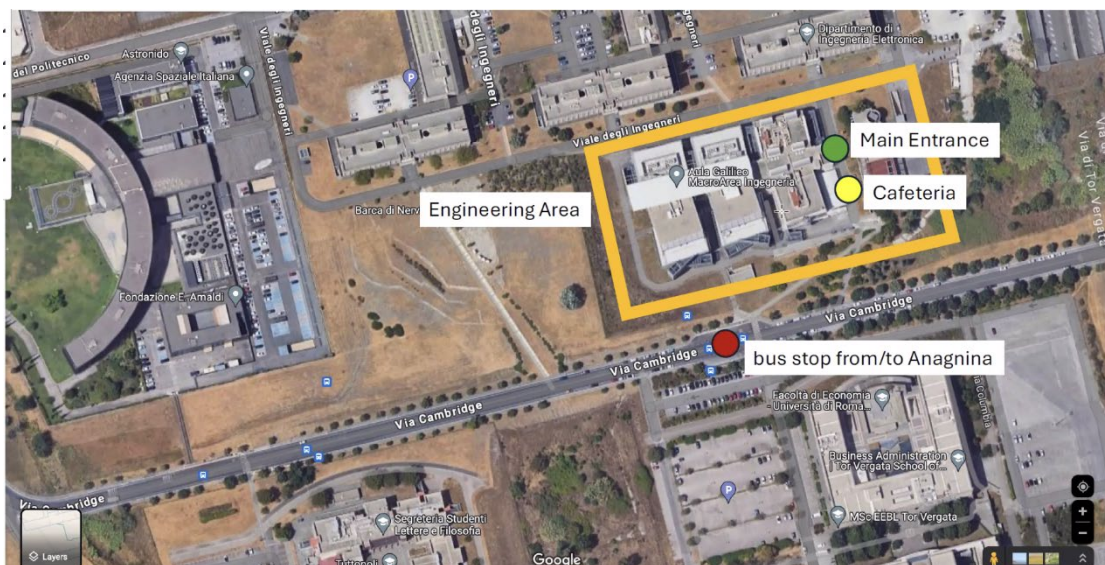 del Politecnico
Astronido
Agenzia Spaziale Italiana
Viale degli Ingegneri
degli Ingegneri
P
Dipartimento di
Ingegneria Elettronica
Viale degli Ingegneri
Main Entrance
Aula Galilleo
MacroArea Ingegneria
Cafeteria
Engineering Area
Barca di Nerv
Via di Tor Vergata
Fondazione E. Amaldi
Via Cambridge
Via Cambridge
bus stop from/to Anagnina
Via Cambridge
Facoltà di Economia
- Università di Roma...
Columbia
Business Administration
| Tor Vergata School of...
P
MSc EEBL Tor Vergata
Via Cambridge
Segreteria Studenti
Lettere e Filosofia
Layers
Google